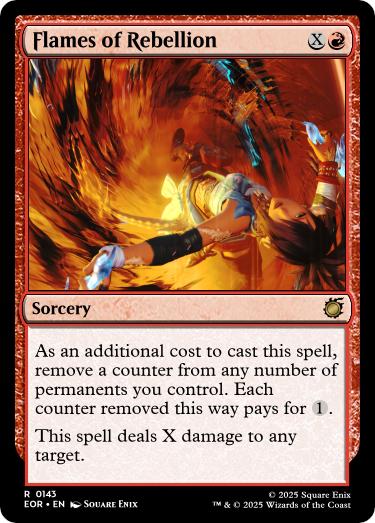 Flames of Rebellion X
Sorcery
As an additional cost to cast this spell,
remove a counter from any number of
permanents you control. Each
counter removed this way pays for 1.
This spell deals X damage to any
target.
R 0143
EOR • EN Square Enix
© 2025 Square Enix
™ & © 2025 Wizards of the Coast